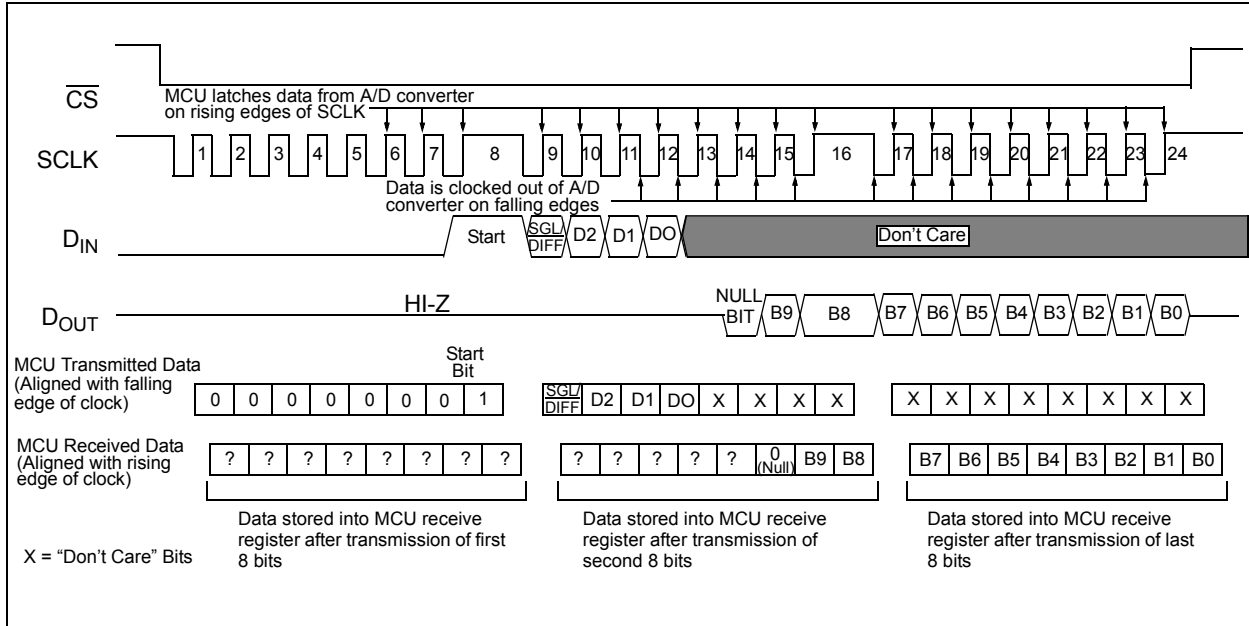 CS
MCU latches data from A/D converter
on rising edges of SCLK
SCLK
1 2 3 4 5 6 7 8 9 10 11 12 13 14 15 16 17 18 19 20 21 22 23 24
Data is clocked out of A/D
converter on falling edges
DIN
Start SGL/ DIFF D2 D1 DO Don't Care
HI-Z
DOUT
NULL
BIT B9 B8 B7 B6 B5 B4 B3 B2 B1 B0
MCU Transmitted Data
(Aligned with falling
edge of clock)
Start
Bit
0 0 0 0 0 0 0 1
SGL/ DIFF D2 D1 DO X X X X
X X X X X X X X
MCU Received Data
(Aligned with rising
edge of clock)
? ? ? ? ? ? ? ?
? ? ? ? ? 0 (Null) B9 B8
B7 B6 B5 B4 B3 B2 B1 B0
Data stored into MCU receive
register after transmission of first
8 bits
Data stored into MCU receive
register after transmission of
second 8 bits
Data stored into MCU receive
register after transmission of last
8 bits
X = “Don’t Care” Bits